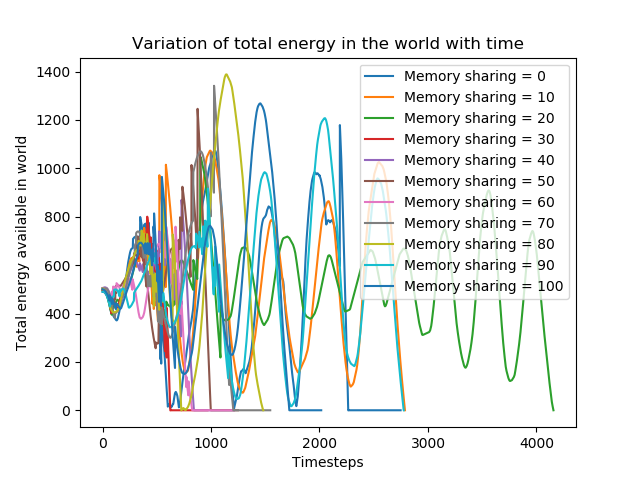 Variation of total energy in the world with time
Total energy available in world
1400
1200
1000
800
600
400
200
0
Memory sharing = 0
Memory sharing = 10
Memory sharing = 20
Memory sharing = 30
Memory sharing = 40
Memory sharing = 50
Memory sharing = 60
Memory sharing = 70
Memory sharing = 80
Memory sharing = 90
Memory sharing = 100
0 1000 2000 3000 4000
Timesteps